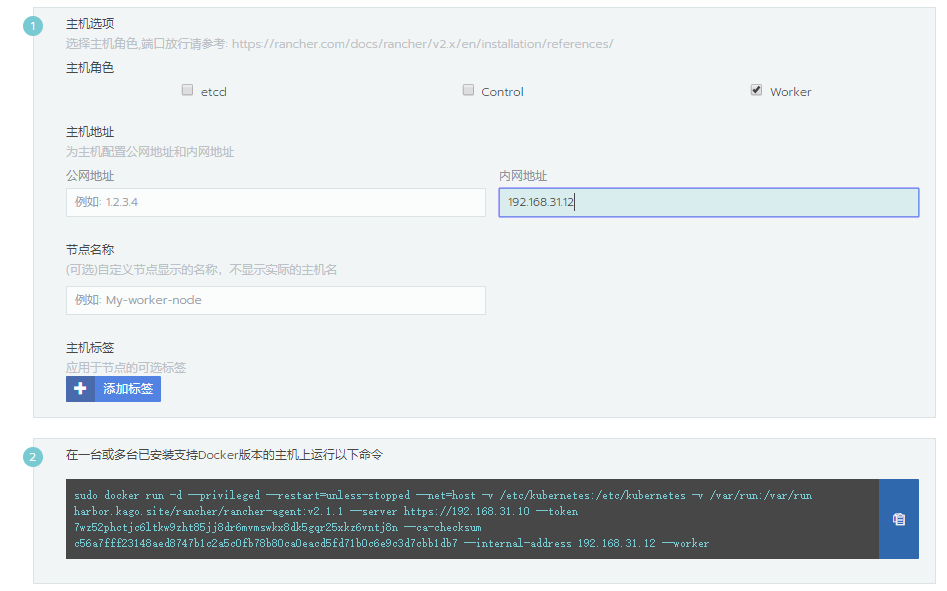 1
主机选项
选择主机角色,端口放行请参考: https://rancher.com/docs/rancher/v2.x/en/installation/references/
主机角色
etcd
Control
Worker
主机地址
为主机配置公网地址和内网地址
公网地址
内网地址
例如: 1.2.3.4
192.168.31.12
节点名称
(可选)自定义节点显示的名称，不显示实际的主机名
例如: My-worker-node
主机标签
应用于节点的可选标签
添加标签
2
在一台或多台已安装支持Docker版本的主机上运行以下命令
sudo docker run -d --privileged --restart=unless-stopped --net=host -v /etc/kubernetes:/etc/kubernetes -v /var/run:/var/run
harbor.kago.site/rancher/rancher-agent:v2.1.1 --server https://192.168.31.10 --token
7wz52phctjc6ltkw9zht85jj8dr6mvmswkx8dk5gqr25xkz6vntj8n --ca-checksum
c56a7fff23148aed8747b1c2a5c0fb78b80ca0eacd5fd71b0c6e9c3d7cbb1db7 --internal-address 192.168.31.12 --worker